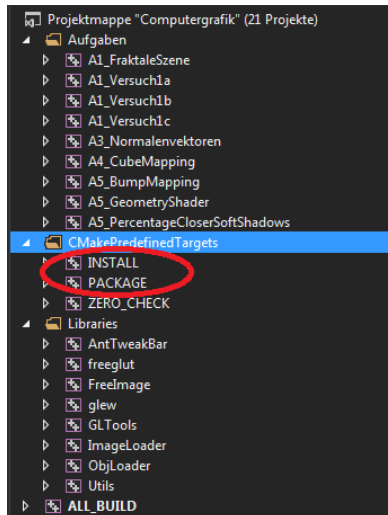 Projektmappe "Computergrafik" (21 Projekte)
Aufgaben
A1_FraktaleSzene
A1_Versuch1a
A1_Versuch1b
A1_Versuch1c
A3_Normalenvektoren
A4_CubeMapping
A5_BumpMapping
A5_GeometryShader
A5_PercentageCloserSoftShadows
CMakePredefinedTargets
INSTALL
PACKAGE
ZERO_CHECK
Libraries
AntTweakBar
freeglut
FreeImage
glew
GLTools
ImageLoader
ObjLoader
Utils
ALL_BUILD